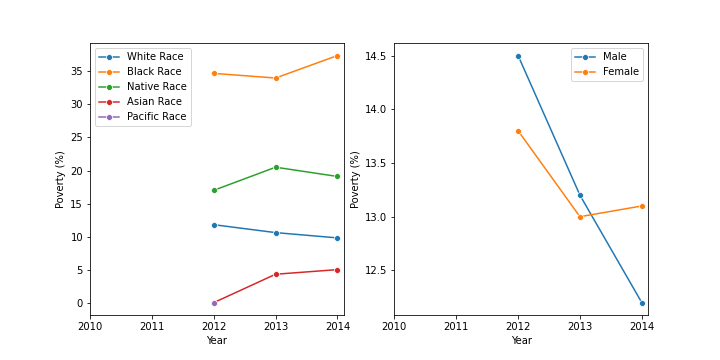 White Race
Black Race
Native Race
Asian Race
Pacific Race
35
30
25
20
15
10
5
0
Poverty (%)
2010 2011 2012 2013 2014
Year
Male
Female
14.5
14.0
13.5
13.0
12.5
Poverty (%)
2010 2011 2012 2013 2014
Year